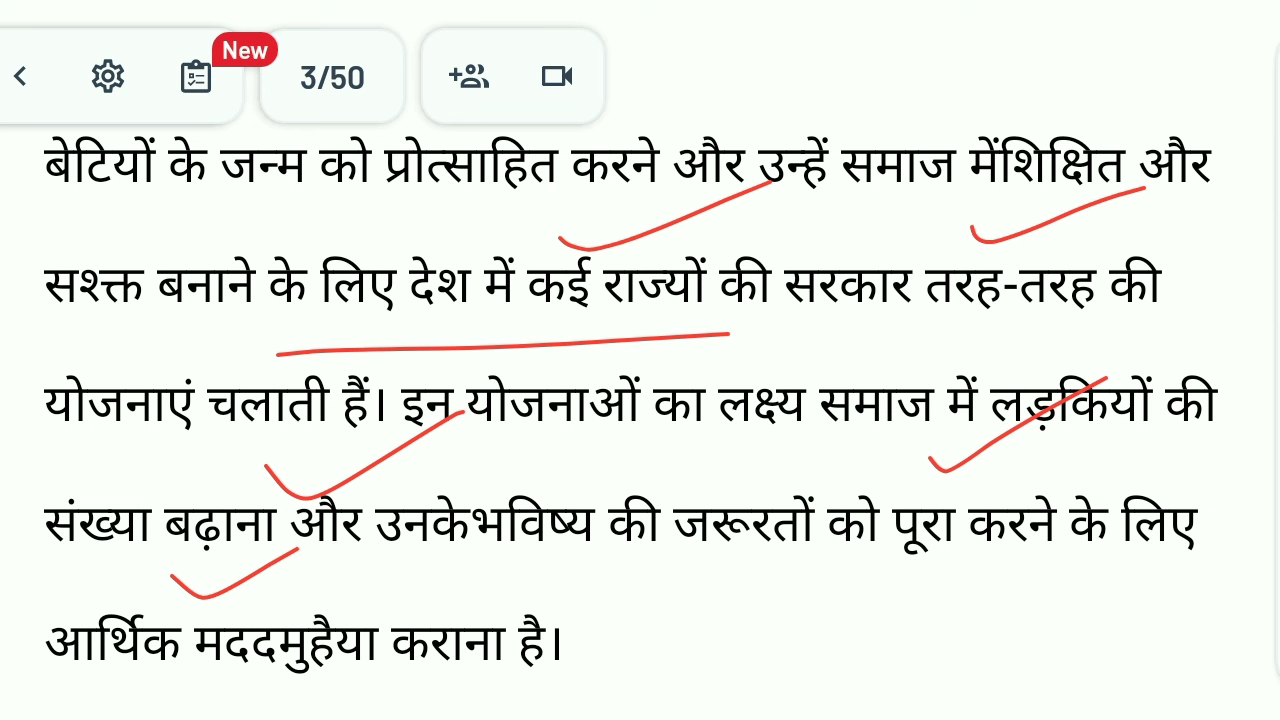 New
3/50
बेटियों के जन्म को प्रोत्साहित करने और उन्हें समाज मेंशिक्षित और
सश्क्त बनाने के लिए देश में कई राज्यों की सरकार तरह-तरह की
योजनाएं चलाती हैं। इन योजनाओं का लक्ष्य समाज में लड़कियों की
संख्या बढ़ाना और उनकेभविष्य की जरूरतों को पूरा करने के लिए
आर्थिक मददमुहैया कराना है।